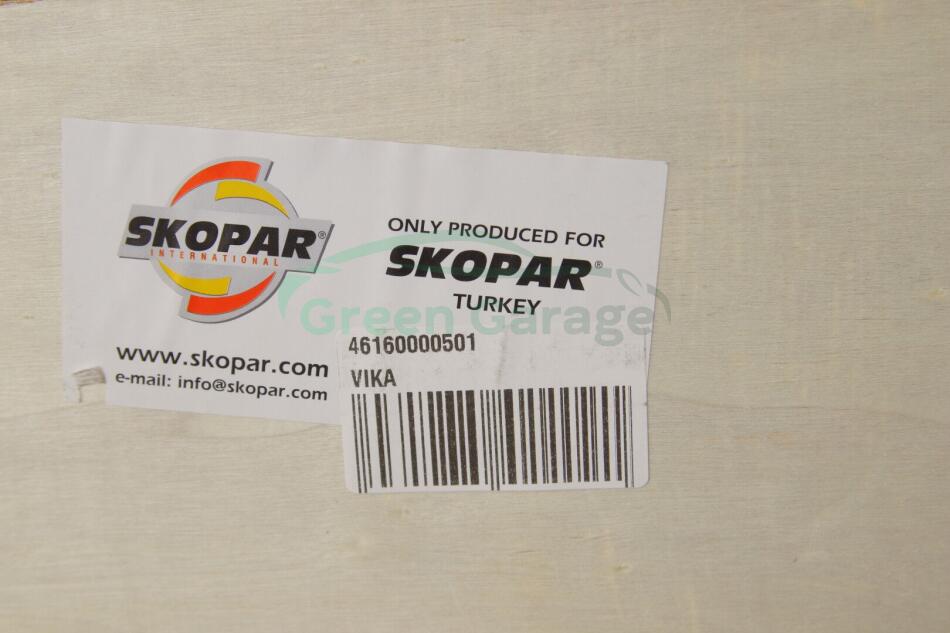 SKOPAR®
INTERNATIONAL
www.skopar.com
e-mail: info@skopar.com
ONLY PRODUCED FOR
SKOPAR®
TURKEY
Green Garage
46160000501
VIKA